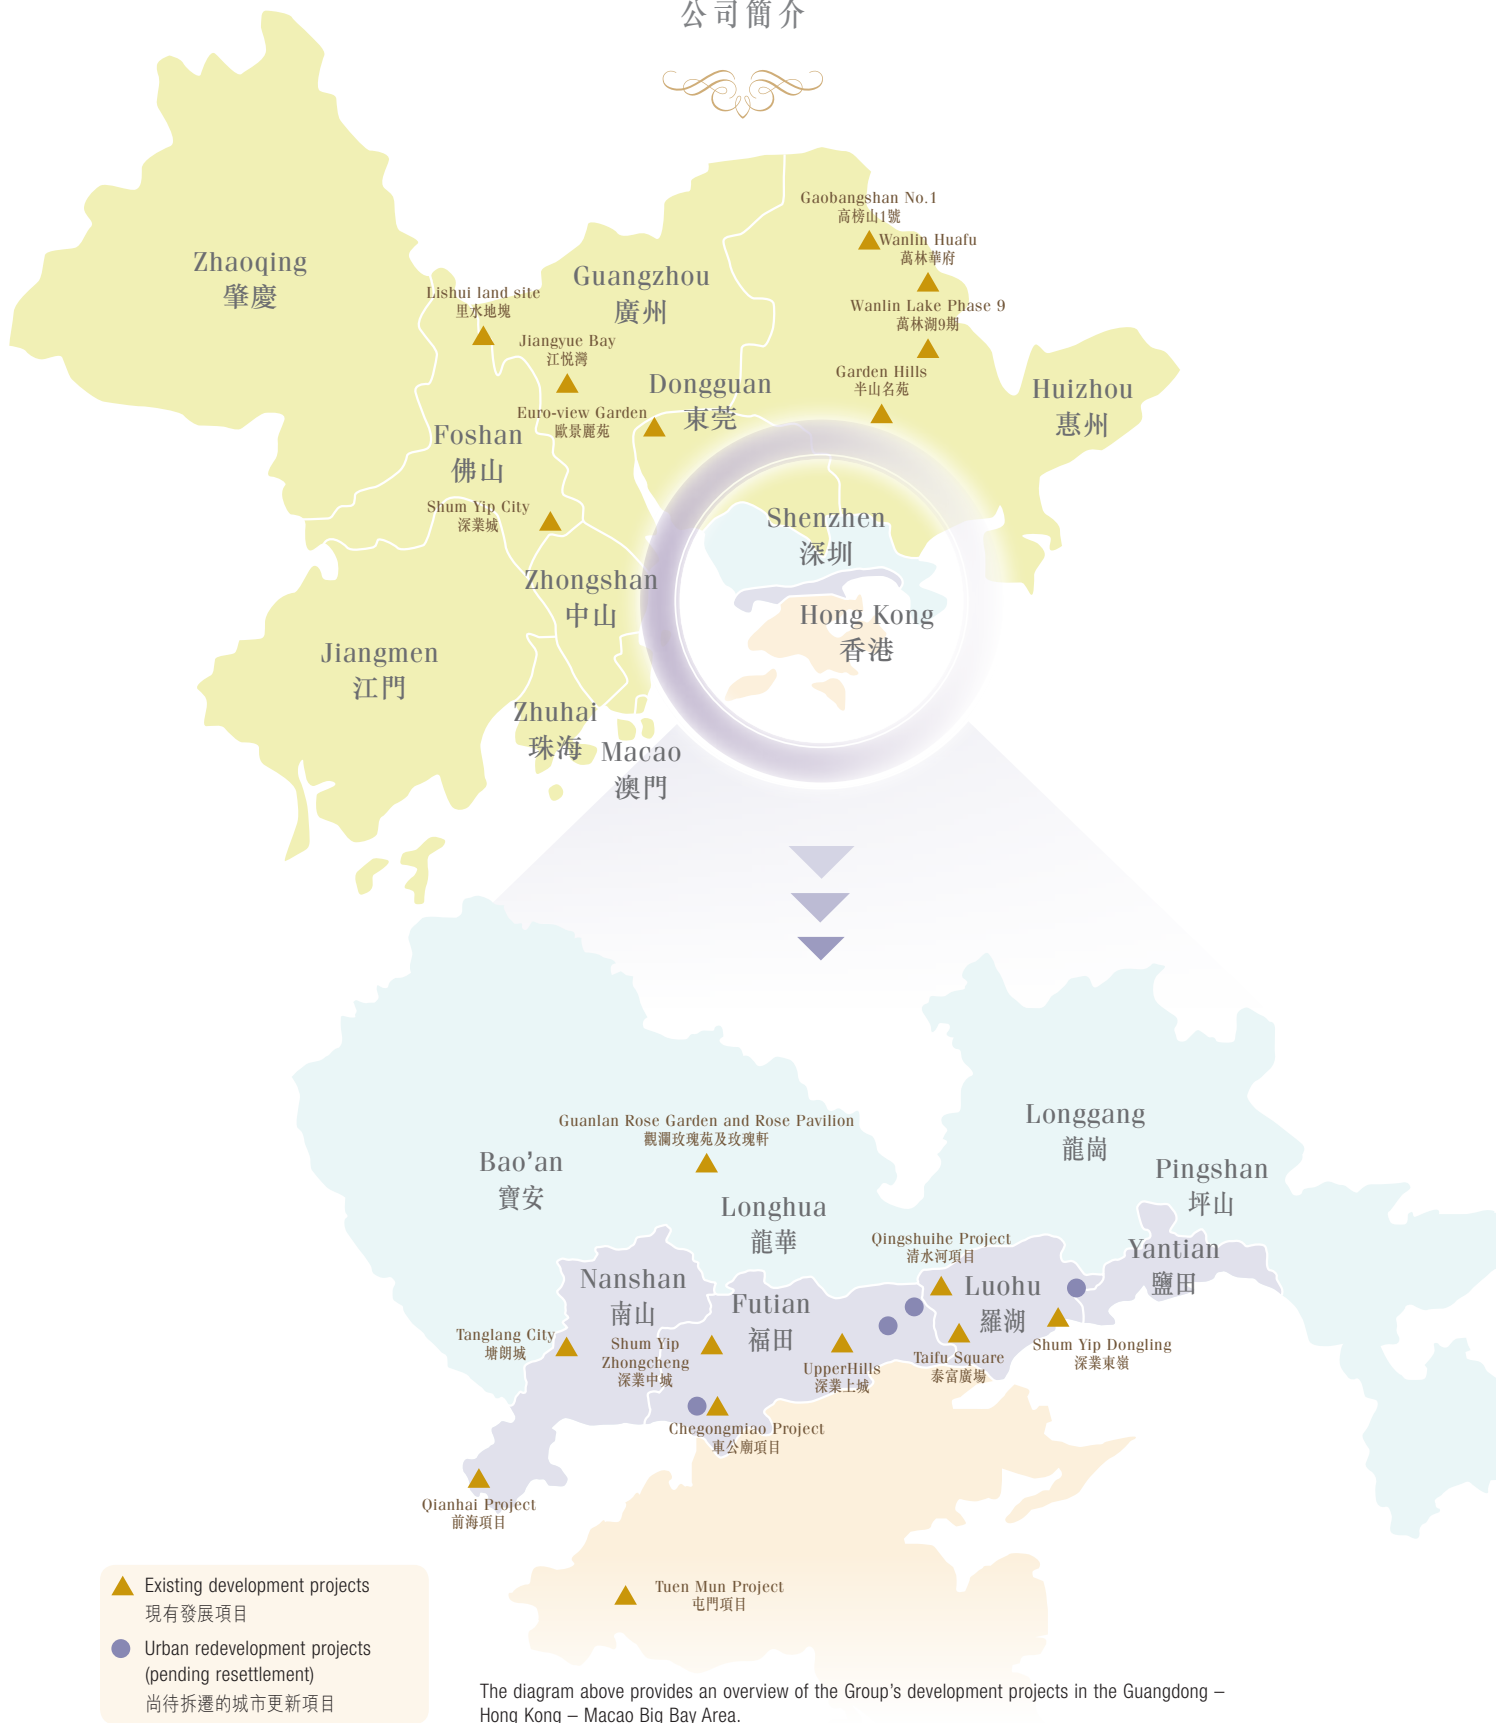 公司簡介
Gaobangshan No.1
高榜山1號
Wanlin Huafu
萬林華府
Zhaoqing
肇慶
Guangzhou
廣州
Lishui land site
里水地塊
Wanlin Lake Phase 9
萬林湖9期
Jiangyue Bay
江悦灣
Garden Hills
半山名苑
Dongguan
東莞
Huizhou
惠州
Euro-view Garden
歐景麗苑
Foshan
佛山
Shum Yip City
深業城
Shenzhen
深圳
Zhongshan
中山
Hong Kong
香港
Jiangmen
江門
Zhuhai
珠海
Macao
澳門
Guanlan Rose Garden and Rose Pavilion
觀瀾玫瑰苑及玫瑰軒
Longgang
龍崗
Bao’an
寶安
Pingshan
坪山
Longhua
龍華
Qingshuihe Project
清水河項目
Yantian
鹽田
Nanshan
南山
Luohu
羅湖
Futian
福田
Tanglang City
塘朗城
Shum Yip
Zhongcheng
深業中城
UpperHills
深業上城
Taifu Square
泰富廣場
Shum Yip Dongling
深業東嶺
Chegongmiao Project
車公廟項目
Qianhai Project
前海項目
Tuen Mun Project
屯門項目
Existing development projects
現有發展項目
Urban redevelopment projects
(pending resettlement)
尚待拆遷的城市更新項目
The diagram above provides an overview of the Group’s development projects in the Guangdong –
Hong Kong – Macao Big Bay Area.